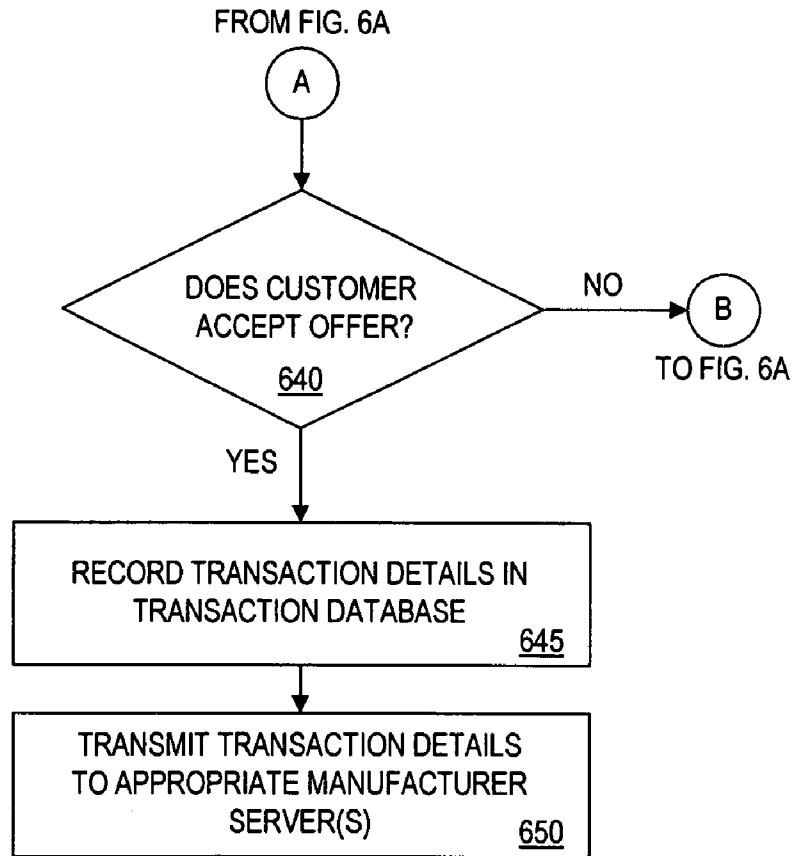 FROM FIG. 6A
A
DOES CUSTOMER
ACCEPT OFFER?
640
NO
B
TO FIG. 6A
YES
RECORD TRANSACTION DETAILS IN
TRANSACTION DATABASE
645
TRANSMIT TRANSACTION DETAILS
TO APPROPRIATE MANUFACTURER
SERVER(S)
650